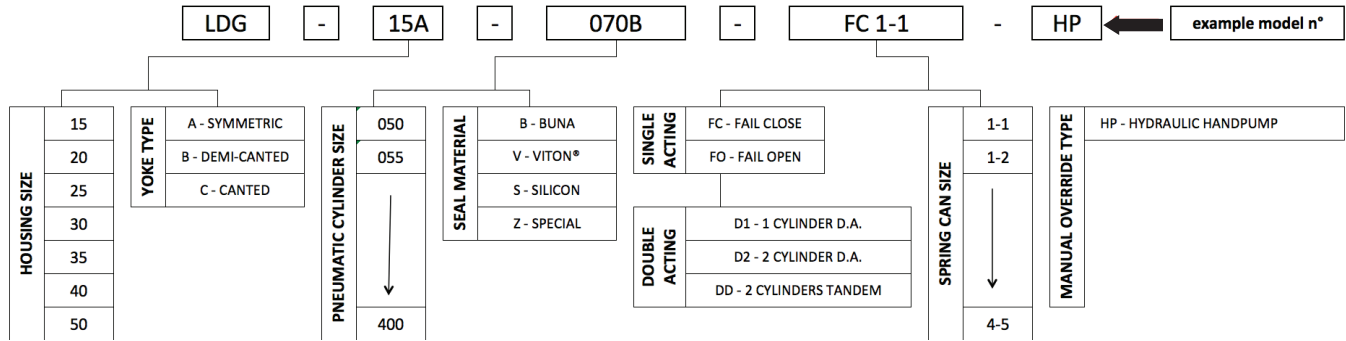 LDG - 15A - 070B - FC 1-1 - HP example model n°
HOUSING SIZE
15
20
25
30
35
40
50
YOKE TYPE
A - SYMMETRIC
B - DEMI-CANTED
C - CANTED
PNEUMATIC CYLINDER SIZE
050
055
400
SEAL MATERIAL
B - BUNA
V - VITON®
S - SILICON
Z - SPECIAL
SINGLE
ACTING
FC - FAIL CLOSE
FO - FAIL OPEN
DOUBLE
ACTING
D1 - 1 CYLINDER D.A.
D2 - 2 CYLINDER D.A.
DD - 2 CYLINDERS TANDEM
SPRING CAN SIZE
1-1
1-2
4-5
MANUAL OVERRIDE TYPE
HP - HYDRAULIC HANDPUMP